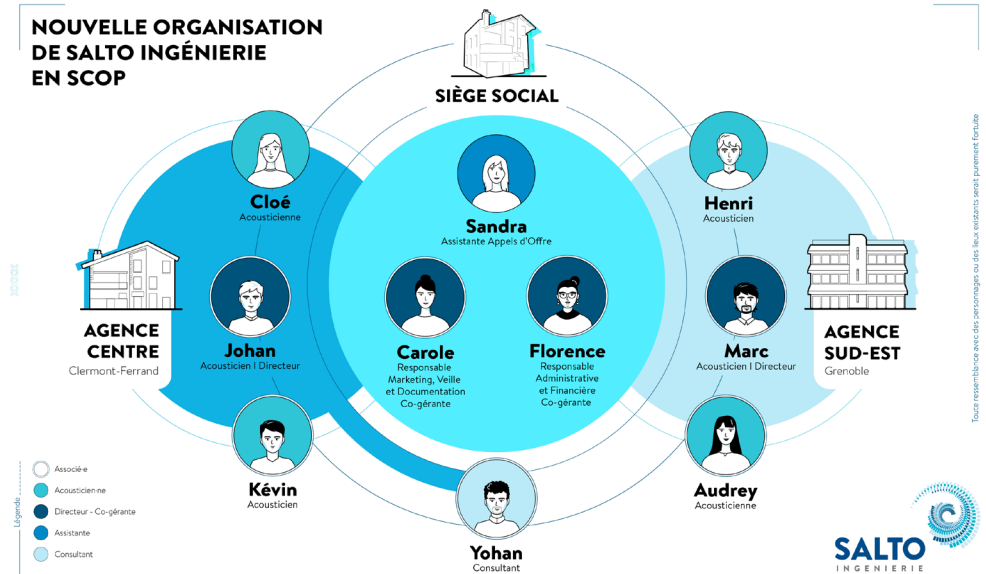 NOUVELLE ORGANISATION
DE SALTO INGÉNIERIE
EN SCOP
SIÈGE SOCIAL
Cloé
Acousticienne
Henri
Acousticien
Sandra
Assistante Appels d'Offre
AGENCE
CENTRE
Clermont-Ferrand
Johan
Acousticien | Directeur
Carole
Responsable
Marketing, Veille
et Documentation
Co-gérante
Florence
Responsable
Administrative
et Financière
Co-gérante
Marc
Acousticien | Directeur
AGENCE
SUD-EST
Grenoble
Kévin
Acousticien
Audrey
Acousticienne
Yohan
Consultant
Légende
Associé·e
Acousticien·ne
Directeur - Co-gérante
Assistante
Consultant
Toute ressemblance avec des personnages ou des lieux existants serait purement fortuite
SALTO
INGENIERIE